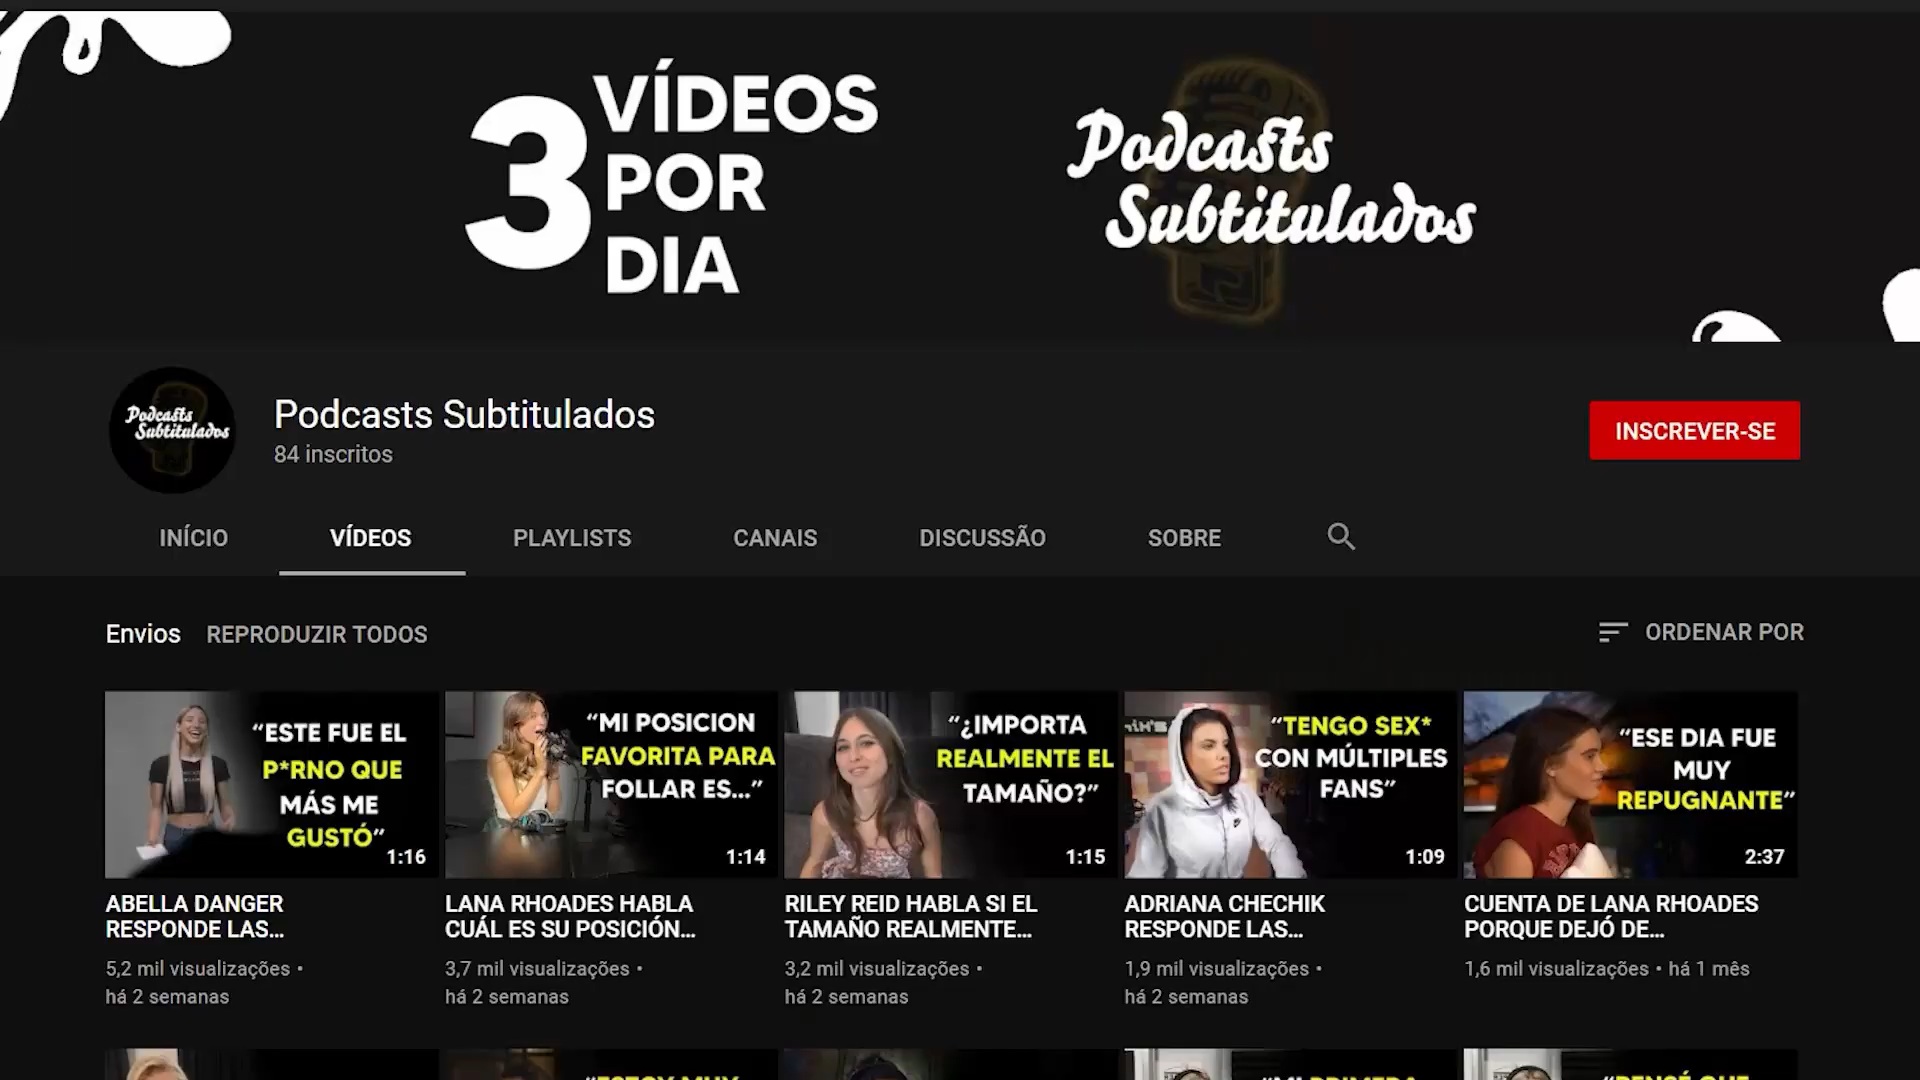 3 VÍDEOS
POR
DIA
Podcasts
Subtitulados
Podcasts
Subtitulados
Podcasts Subtitulados
84 inscritos
INSCREVER-SE
INÍCIO VÍDEOS PLAYLISTS CANAIS DISCUSSÃO SOBRE
Envios REPRODUZIR TODOS
ORDENAR POR
“ESTE FUE EL
P*RNO QUE
MÁS ME
GUSTÓ”
1:16
“MI POSICION
FAVORITA PARA
FOLLAR ES...”
1:14
“¿IMPORTA
REALMENTE EL
TAMAÑO?”
1:15
“TENGO SEX*
CON MÚLTIPLES
FANS”
1:09
“ESE DIA FUE
MUY
REPUGNANTE”
2:37
ABELLA DANGER
RESPONDE LAS...
5,2 mil visualizações •
há 2 semanas
LANA RHOADES HABLA
CUÁL ES SU POSICIÓN...
3,7 mil visualizações •
há 2 semanas
RILEY REID HABLA SI EL
TAMAÑO REALMENTE...
3,2 mil visualizações •
há 2 semanas
ADRIANA CHECHIK
RESPONDE LAS...
1,9 mil visualizações •
há 2 semanas
CUENTA DE LANA RHOADES
PORQUE DEJÓ DE...
1,6 mil visualizações • há 1 mês
“ESTOY MUY
“MI PRIMERA
“PENSÉ QUE